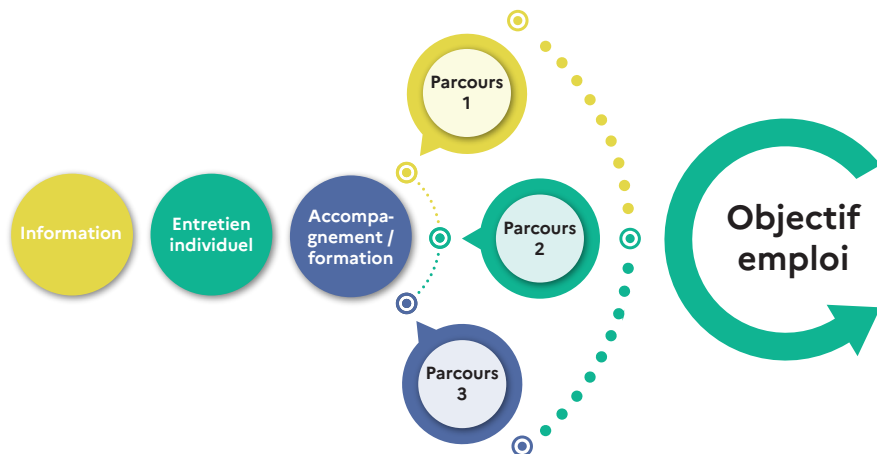 Information
Entretien
individuel
Accompa-
gnement /
formation
Parcours
1
Parcours
2
Parcours
3
Objectif
emploi